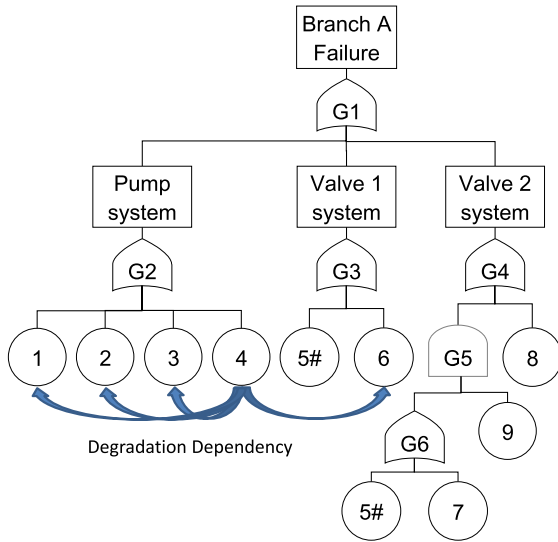 Branch A
Failure
G1
Pump
system
Valve 1
system
Valve 2
system
G2
G3
G4
1
2
3
4
5#
6
G5
8
Degradation Dependency
G6
9
5#
7